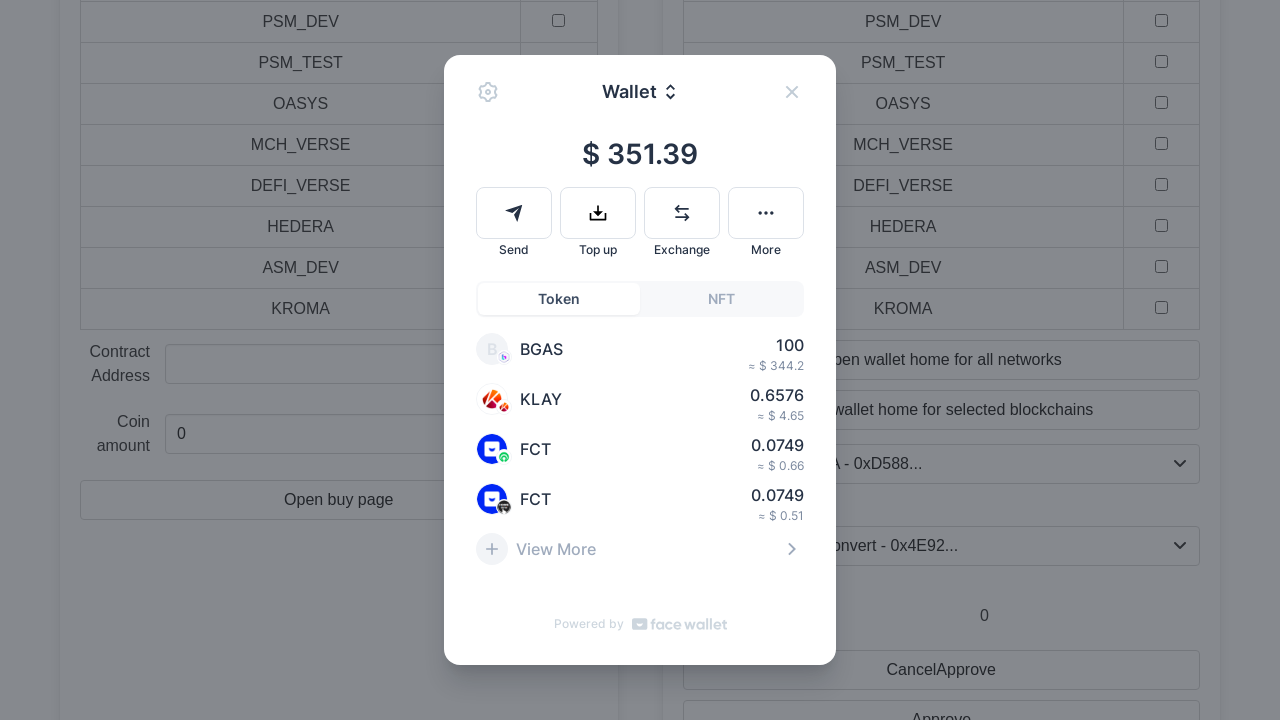 PSM_DEV
PSM_TEST
OASYS
MCH_VERSE
DEFI_VERSE
HEDERA
ASM_DEV
KROMA
Contract
Address
Coin
amount
0
Open buy page
Wallet
$ 351.39
Send
Top up
Exchange
More
Token
NFT
B
BGAS
100
≈ $ 344.2
KLAY
0.6576
≈ $ 4.65
FCT
0.0749
≈ $ 0.66
FCT
0.0749
≈ $ 0.51
View More
Powered by face wallet
PSM_DEV
PSM_TEST
OASYS
MCH_VERSE
DEFI_VERSE
HEDERA
ASM_DEV
KROMA
wallet home for all networks
wallet home for selected blockchains
- 0xD588...
- 0x4E92...
0
CancelApprove
Approve